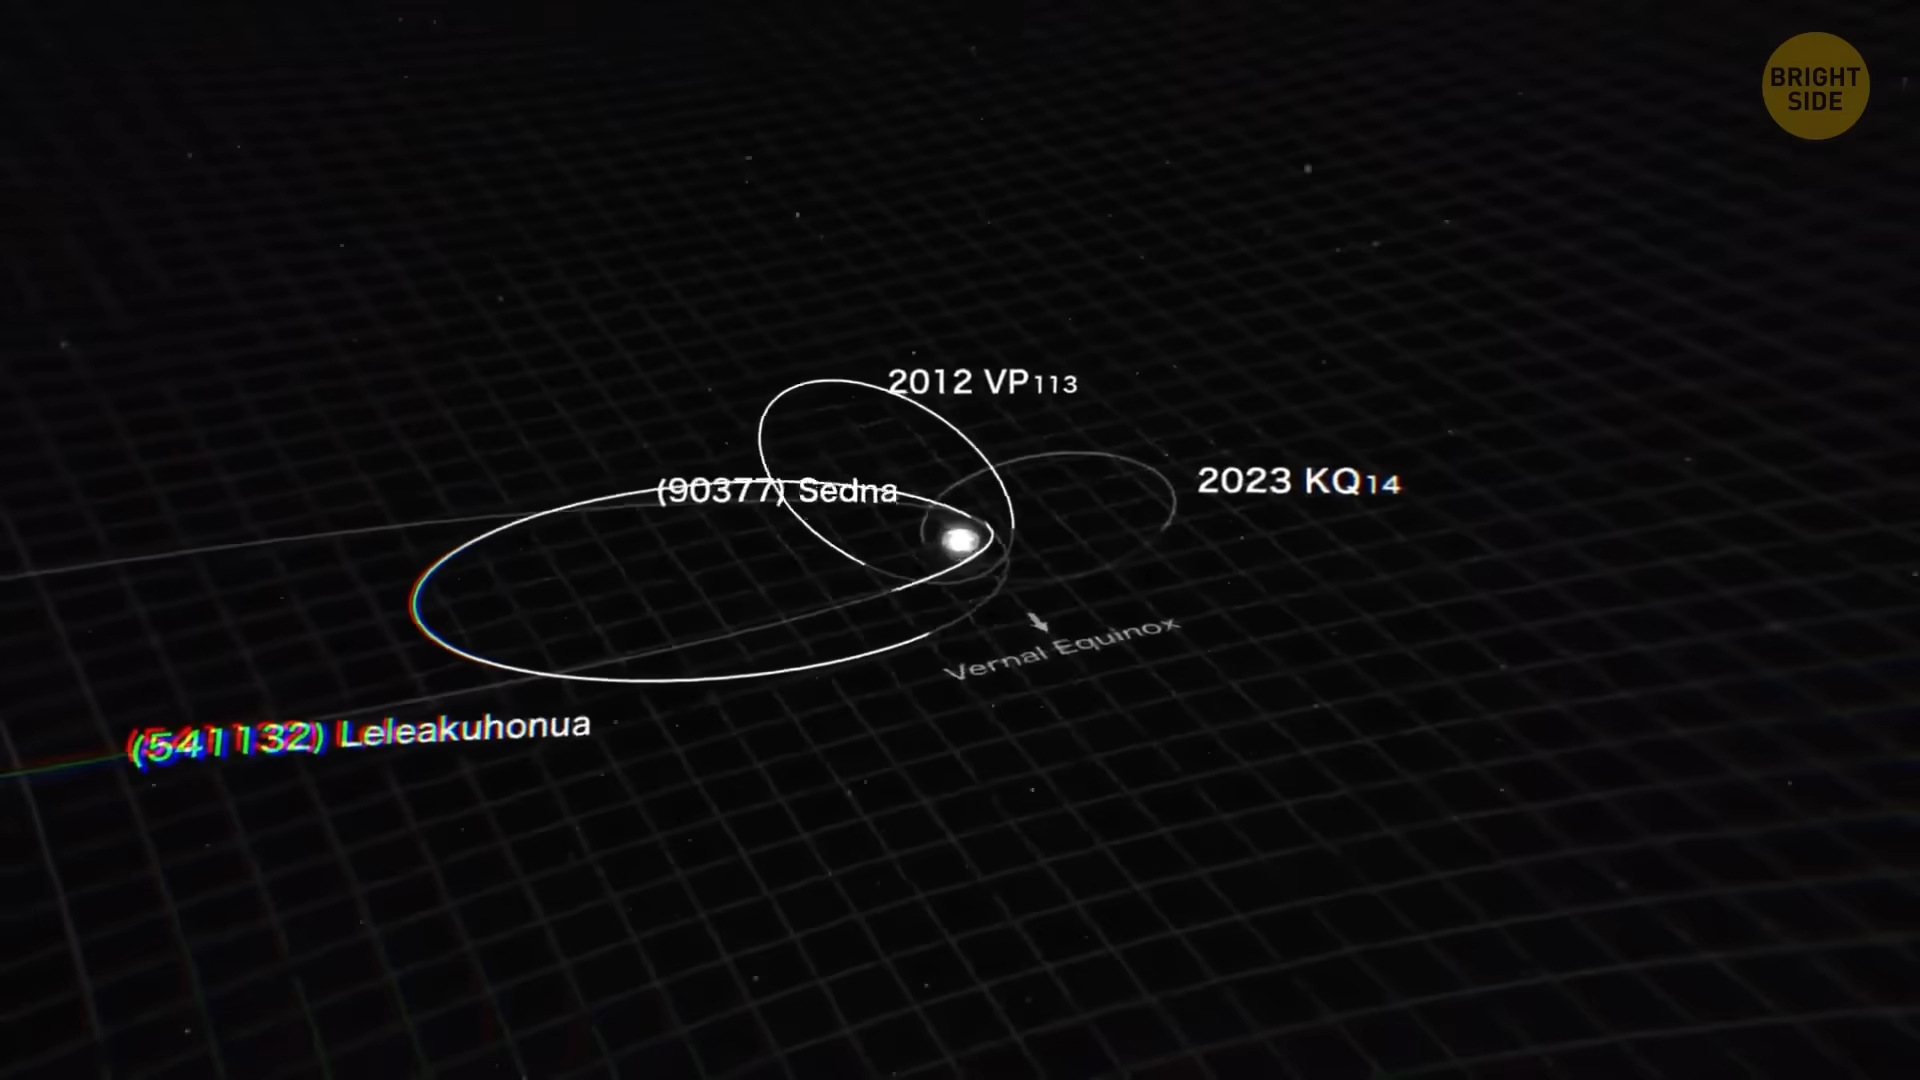 BRIGHT
SIDE
2012 VP113
(90377) Sedna
2023 KQ14
Vernal Equinox
(541132) Leleakuhonua